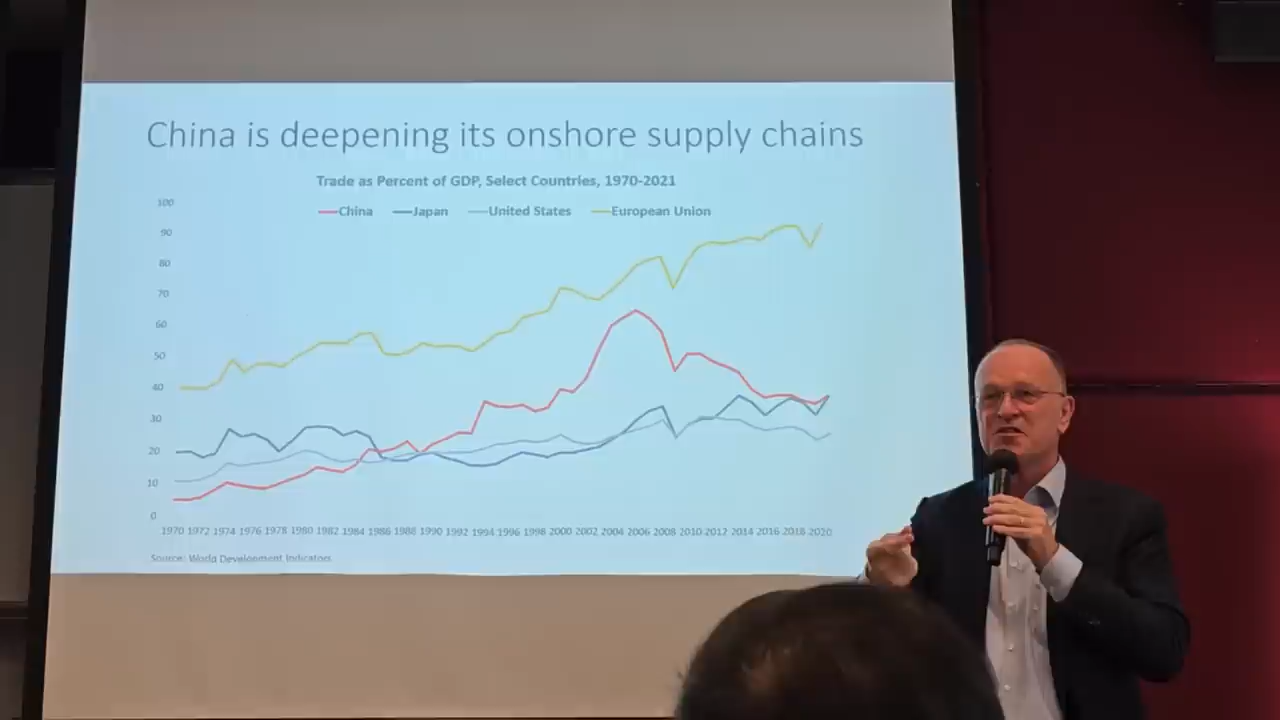 China is deepening its onshore supply chains
Trade as Percent of GDP, Select Countries, 1970-2021
China Japan United States European Union
100
90
80
70
60
50
40
30
20
10
0
1970 1972 1974 1976 1978 1980 1982 1984 1986 1988 1990 1992 1994 1996 1998 2000 2002 2004 2006 2008 2010 2012 2014 2016 2018 2020
Source: World Development Indicators